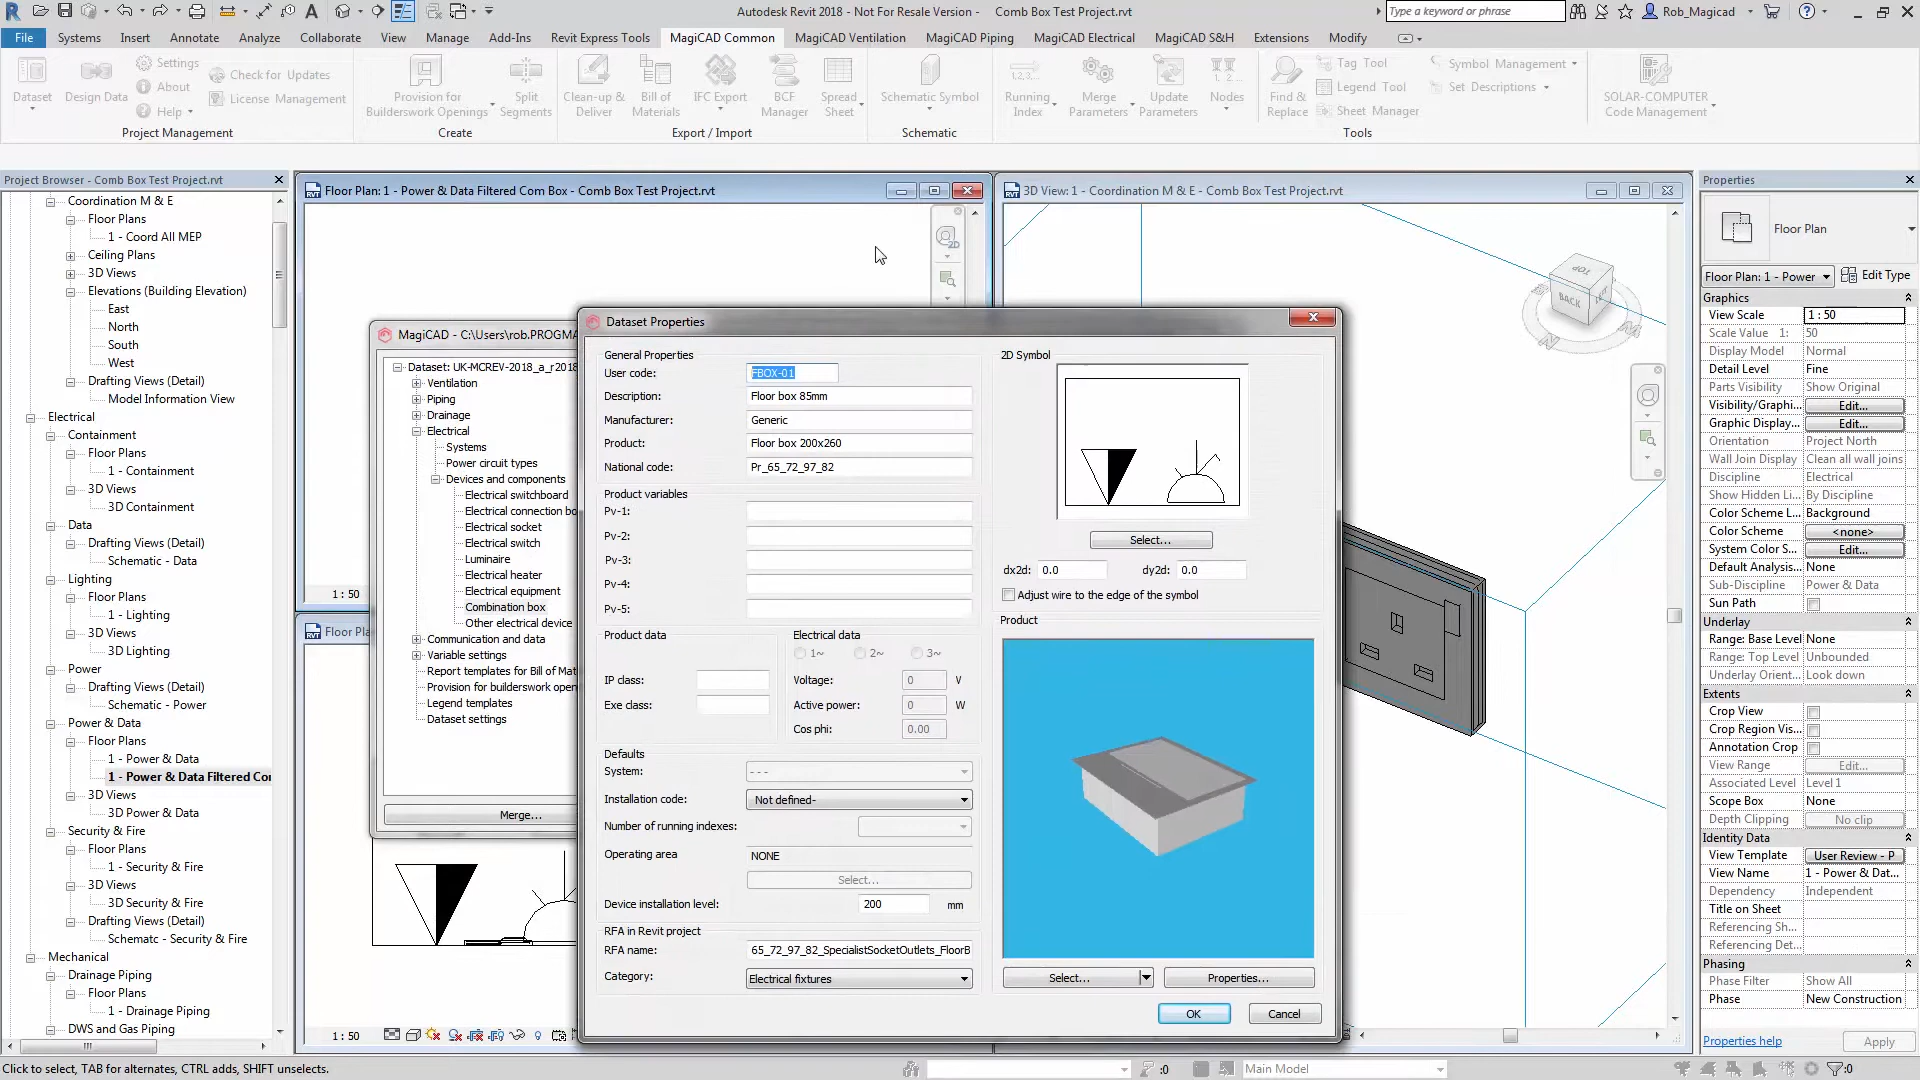 Autodesk Revit 2018 - Not For Resale Version - Comb Box Test Project.rvt
Type a keyword or phrase
Rob_Magicad
File Systems Insert Annotate Analyze Collaborate View Manage Add-Ins Revit Express Tools MagiCAD Common MagiCAD Ventilation MagiCAD Piping MagiCAD Electrical MagiCAD S&H Extensions Modify
Dataset
Design Data
Settings
About
Help
Check for Updates
License Management
Provision for
Builderswork Openings
Split
Segments
Clean-up &
Deliver
Bill of
Materials
IFC Export
BCF
Manager
Spread
Sheet
Schematic Symbol
Running
Index
Merge
Parameters
Update
Parameters
Nodes
Find &
Replace
Tag Tool
Legend Tool
Sheet Manager
Symbol Management
Set Descriptions
SOLAR-COMPUTER
Code Management
Project Management
Create
Export / Import
Schematic
Tools
Project Browser - Comb Box Test Project.rvt
Coordination M & E
Floor Plans
1 - Coord All MEP
Ceiling Plans
3D Views
Elevations (Building Elevation)
East
North
South
West
Drafting Views (Detail)
Model Information View
Electrical
Containment
Floor Plans
1 - Containment
3D Views
3D Containment
Data
Drafting Views (Detail)
Schematic - Data
Lighting
Floor Plans
1 - Lighting
3D Views
3D Lighting
Power
Drafting Views (Detail)
Schematic - Power
Power & Data
Floor Plans
1 - Power & Data
1 - Power & Data Filtered Cor
3D Views
3D Power & Data
Security & Fire
Floor Plans
1 - Security & Fire
3D Views
3D Security & Fire
Drafting Views (Detail)
Schematc - Security & Fire
Mechanical
Drainage Piping
Floor Plans
1 - Drainage Piping
DWS and Gas Piping
Floor Plan: 1 - Power & Data Filtered Com Box - Comb Box Test Project.rvt
1 : 50
Floor Pla
1 : 50
3D View: 1 - Coordination M & E - Comb Box Test Project.rvt
TOP
BACK
MagiCAD - C:\Users\rob.PROGMA
Dataset: UK-MCREV-2018_a_r2018
Ventilation
Piping
Drainage
Electrical
Systems
Power circuit types
Devices and components
Electrical switchboard
Electrical connection bo
Electrical socket
Electrical switch
Luminaire
Electrical heater
Electrical equipment
Combination box
Other electrical device
Communication and data
Variable settings
Report templates for Bill of Mat
Provision for builderswork open
Legend templates
Dataset settings
Merge...
Dataset Properties
General Properties
User code: FBOX-01
Description: Floor box 85mm
Manufacturer: Generic
Product: Floor box 200x260
National code: Pr_65_72_97_82
Product variables
Pv-1:
Pv-2:
Pv-3:
Pv-4:
Pv-5:
Product data
IP class:
Exe class:
Electrical data
1~ 2~ 3~
Voltage: 0 V
Active power: 0 W
Cos phi: 0.00
Defaults
System: - - -
Installation code: Not defined-
Number of running indexes:
Operating area NONE
Select...
Device installation level: 200 mm
RFA in Revit project
RFA name: 65_72_97_82_SpecialistSocketOutlets_FloorB
Category: Electrical fixtures
2D Symbol
Select...
dx2d: 0.0 dy2d: 0.0
Adjust wire to the edge of the symbol
Product
Select...
Properties...
OK
Cancel
Properties
Floor Plan
Floor Plan: 1 - Power
Edit Type
Graphics
View Scale 1 : 50
Scale Value 1: 50
Display Model Normal
Detail Level Fine
Parts Visibility Show Original
Visibility/Graphi... Edit...
Graphic Display... Edit...
Orientation Project North
Wall Join Display Clean all wall joins
Discipline Electrical
Show Hidden Li... By Discipline
Color Scheme L... Background
Color Scheme <none>
System Color S... Edit...
Default Analysis... None
Sub-Discipline Power & Data
Sun Path
Underlay
Range: Base Level None
Range: Top Level Unbounded
Underlay Orient... Look down
Extents
Crop View
Crop Region Vis...
Annotation Crop
View Range Edit...
Associated Level Level 1
Scope Box None
Depth Clipping No clip
Identity Data
View Template User Review - P
View Name 1 - Power & Dat...
Dependency Independent
Title on Sheet
Referencing Sh...
Referencing Det...
Phasing
Phase Filter Show All
Phase New Construction
Properties help
Apply
Click to select, TAB for alternates, CTRL adds, SHIFT unselects.
:0
Main Model
:0